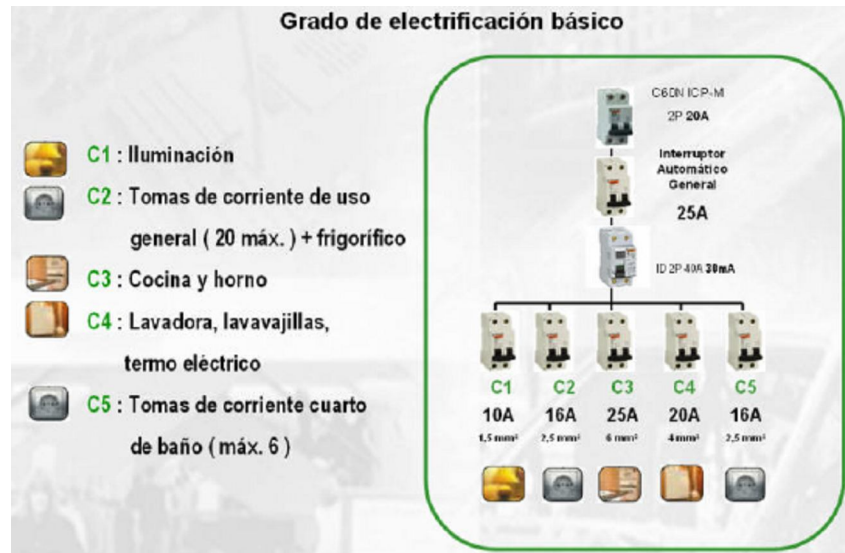 Grado de electrificación básico
C1 : Iluminación
C2 : Tomas de corriente de uso
general ( 20 máx. ) + frigorífico
C3 : Cocina y horno
C4 : Lavadora, lavavajillas,
termo eléctrico
C5 : Tomas de corriente cuarto
de baño ( máx. 6 )
C60N ICP-M
2P 20A
Interruptor
Automático
General
25A
ID 2P 40A 30mA
C1 C2 C3 C4 C5
10A 16A 25A 20A 16A
1,5 mm² 2,5 mm² 6 mm² 4 mm² 2,5 mm²